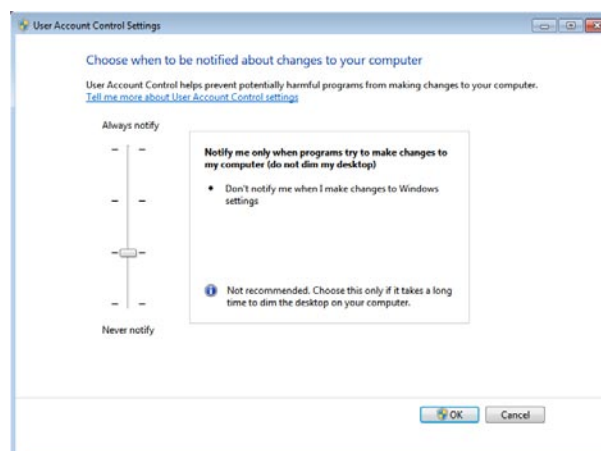 User Account Control Settings
Choose when to be notified about changes to your computer
User Account Control helps prevent potentially harmful programs from making changes to your computer.
Tell me more about User Account Control settings
Always notify
Notify me only when programs try to make changes to
my computer (do not dim my desktop)
• Don't notify me when I make changes to Windows
settings
Not recommended. Choose this only if it takes a long
time to dim the desktop on your computer.
Never notify
OK
Cancel